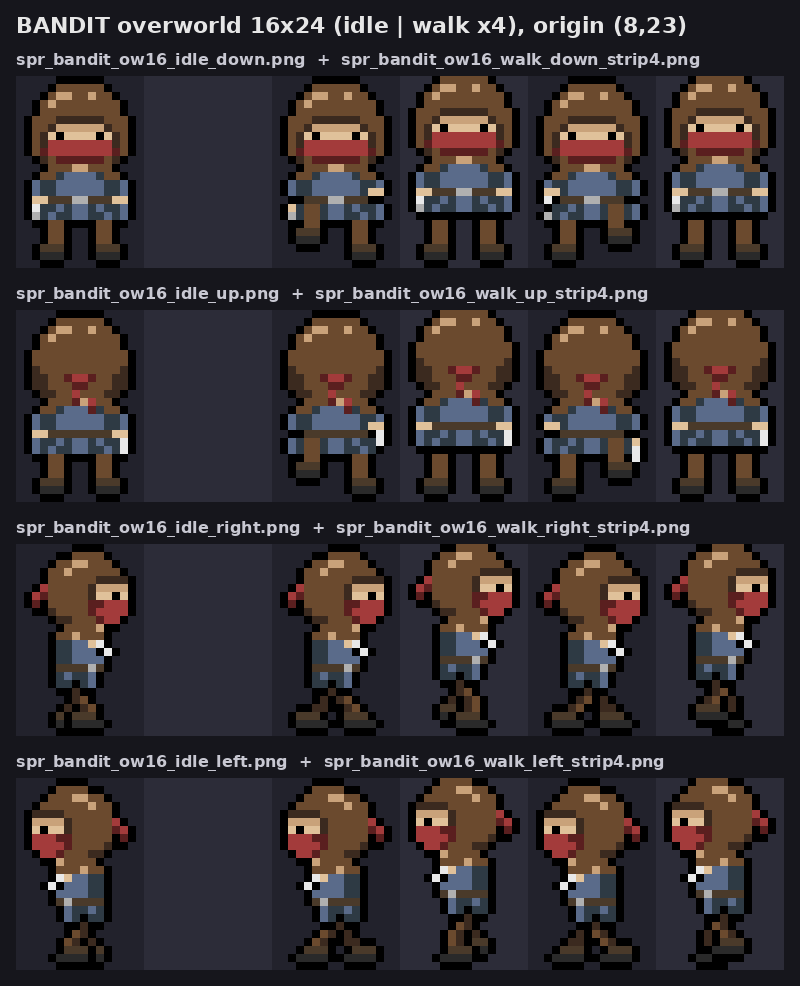 BANDIT overworld 16x24 (idle | walk x4), origin (8,23)
spr_bandit_ow16_idle_down.png + spr_bandit_ow16_walk_down_strip4.png
spr_bandit_ow16_idle_up.png + spr_bandit_ow16_walk_up_strip4.png
spr_bandit_ow16_idle_right.png + spr_bandit_ow16_walk_right_strip4.png
spr_bandit_ow16_idle_left.png + spr_bandit_ow16_walk_left_strip4.png